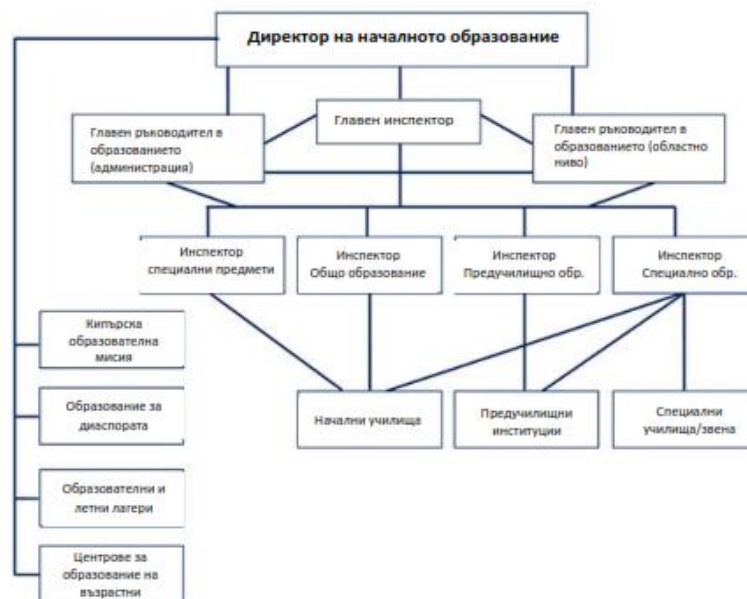 Директор на началното образование
Главен инспектор
Главен ръководител в
образованието
(администрация)
Главен ръководител в
образованието (областно
ниво)
Инспектор
специални предмети
Инспектор
Общо образование
Инспектор
Предучилищно обр.
Инспектор
Специално обр.
Кипърска
образователна
мисия
Образование за
диаспората
Образователни и
летни лагери
Центрове за
образование на
възрастни
Начални училища
Предучилищни
институции
Специални
училища/звена